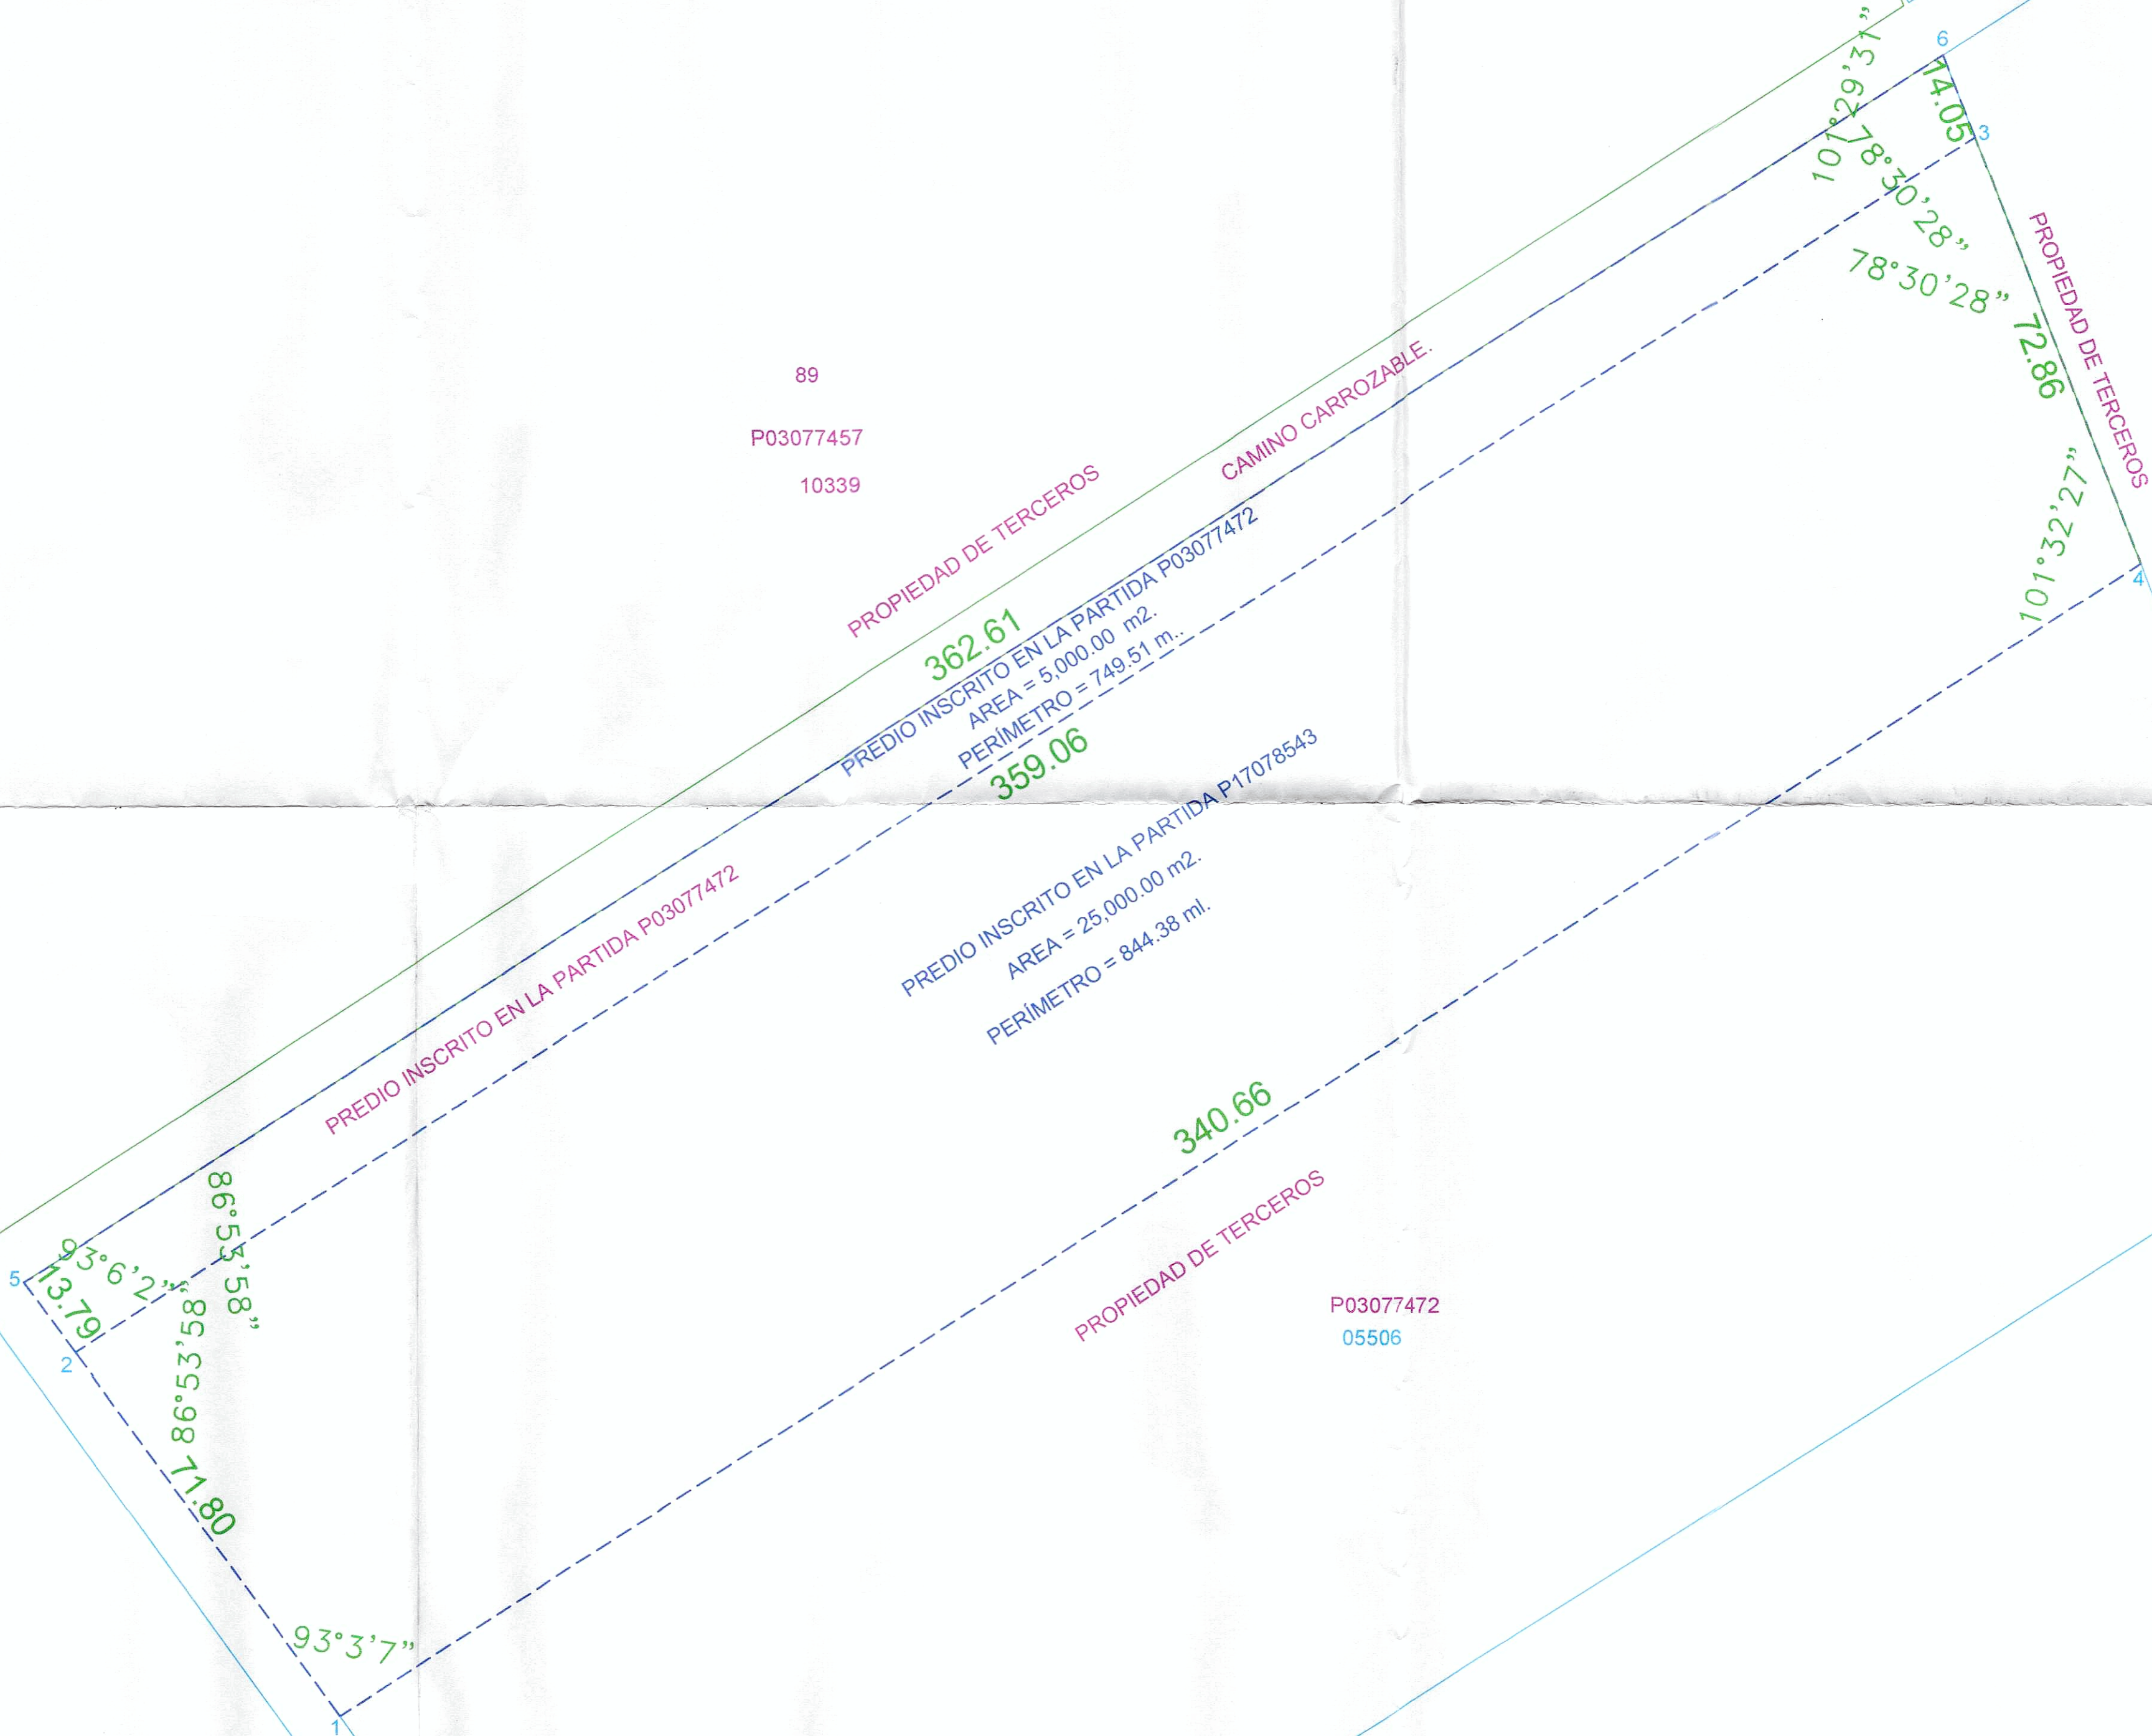 6
14.05
101°29'31"
3
78°30'28"
78°30'28"
PROPIEDAD DE TERCEROS
72.86
101°32'27"
4
89
P03077457
10339
CAMINO CARROZABLE.
PROPIEDAD DE TERCEROS
362.61
PREDIO INSCRITO EN LA PARTIDA P03077472
AREA = 5,000.00 m2.
PERÍMETRO = 749.51 m..
359.06
PREDIO INSCRITO EN LA PARTIDA P17078543
AREA = 25,000.00 m2.
PERÍMETRO = 844.38 ml.
PREDIO INSCRITO EN LA PARTIDA P03077472
340.66
PROPIEDAD DE TERCEROS
P03077472
05506
86°53'58"
93°6'2"
5
13.79
2
86°53'58"
71.80
93°3'7"
1